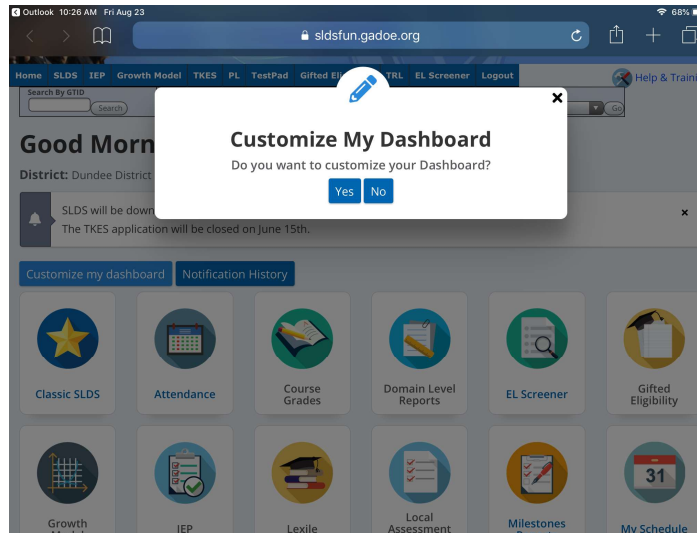 Outlook 10:26 AM Fri Aug 23
68%
sldsfun.gadoe.org
Home SLDS IEP Growth Model TKES PL TestPad Gifted TRL EL Screener Logout
Help &
Search By GTID
Search
Go
Customize My Dashboard
Do you want to customize your Dashboard?
Yes No
Good
District: Dundee District
SLDS will be down
The TKES application will be closed on June 15th.
Customize my dashboard Notification History
Classic SLDS
Attendance
Course
Grades
Domain Level
Reports
EL Screener
Gifted
Eligibility
31
Growth
IEP
Lexile
Local
Assessment
Milestones
My Schedule